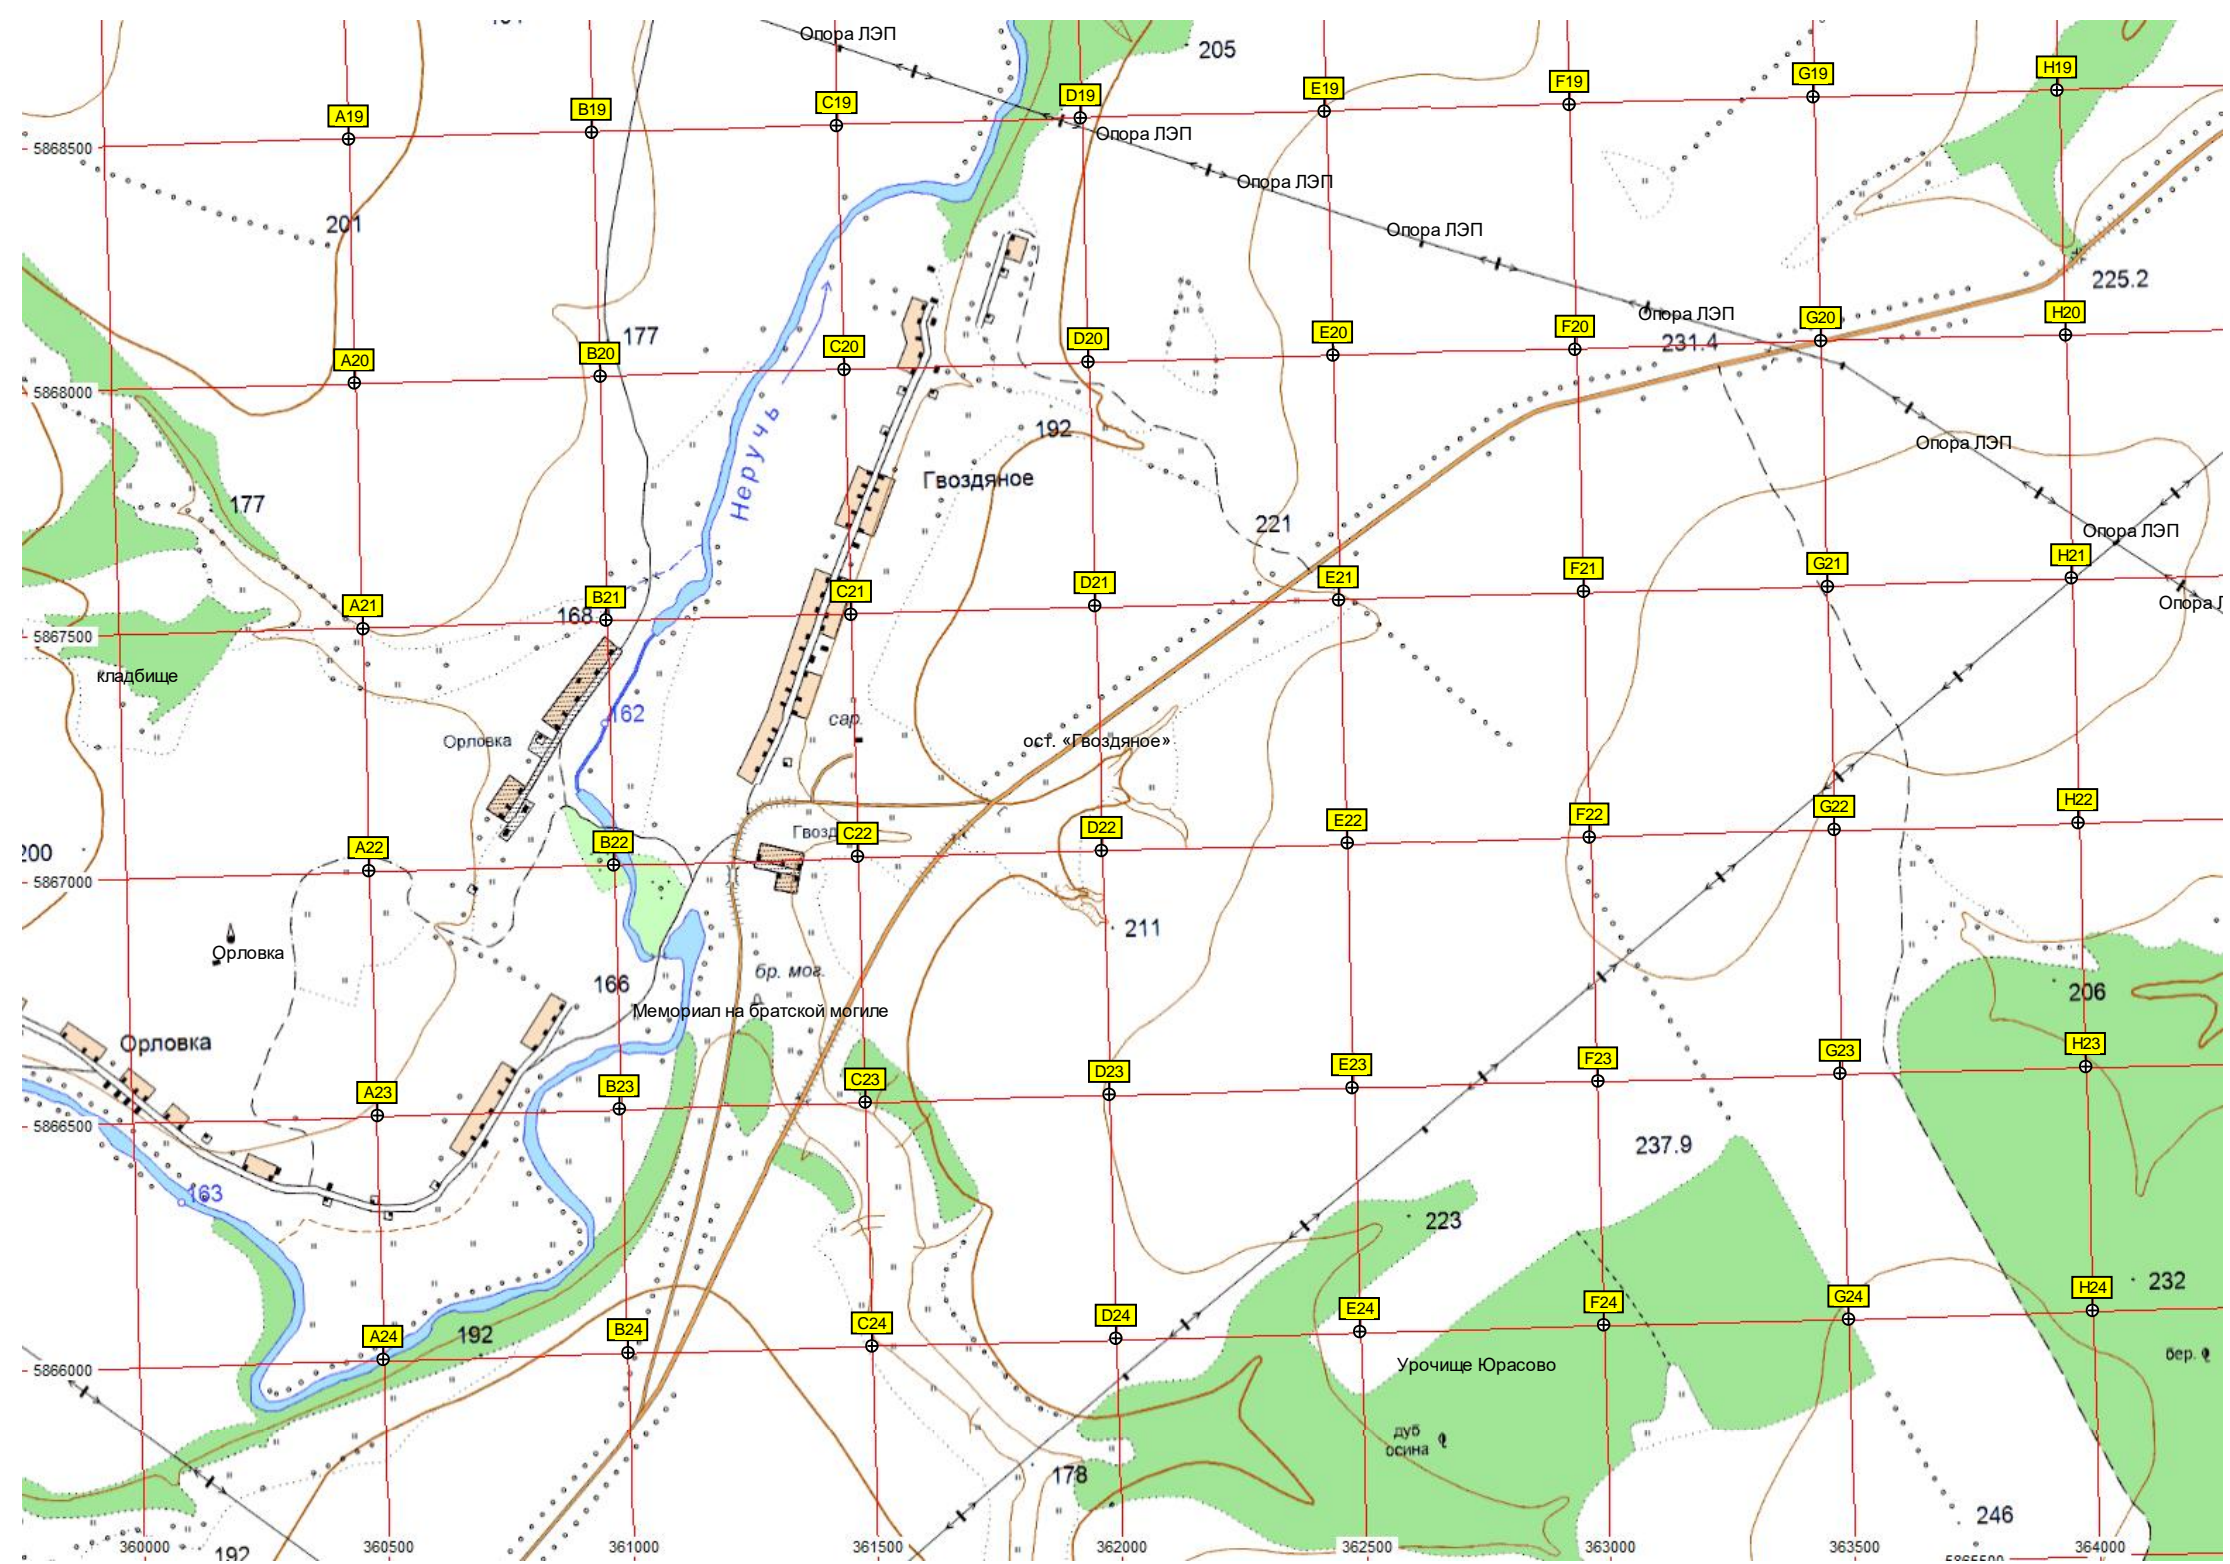 Опора ЛЭП
205
A19
B19
C19
D19
E19
F19
G19
H19
Опора ЛЭП
5868500
Опора ЛЭП
201
Опора ЛЭП
225.2
Опора ЛЭП
177
A20
B20
C20
D20
E20
F20
G20
H20
231.4
5868000
192
Опора ЛЭП
Неручь
Гвоздяное
177
221
Опора ЛЭП
A21
B21
C21
D21
E21
F21
G21
H21
168
Опора
5867500
кладбище
162
сар.
Орловка
ост. «Гвоздяное»
A22
B22
Гвозд
C22
D22
E22
F22
G22
H22
200
5867000
211
Орловка
бр. мог.
166
206
Мемориал на братской могиле
Орловка
A23
B23
C23
D23
E23
F23
G23
H23
5866500
237.9
163
223
232
A24
192
B24
C24
D24
E24
F24
G24
H24
5866000
Урочище Юрасово
бер.
дуб
осина
178
246
192
360000
360500
361000
361500
362000
362500
363000
363500
364000
5865500